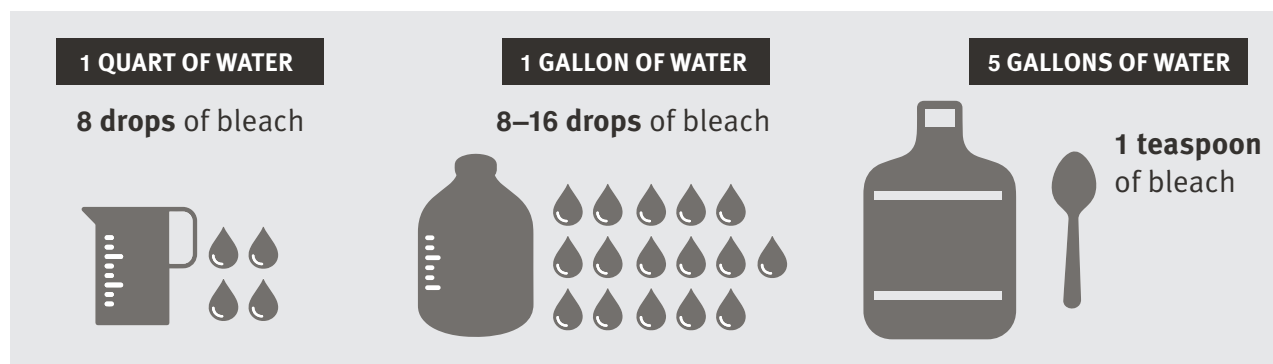 1 QUART OF WATER
8 drops of bleach
1 GALLON OF WATER
8–16 drops of bleach
5 GALLONS OF WATER
1 teaspoon
of bleach